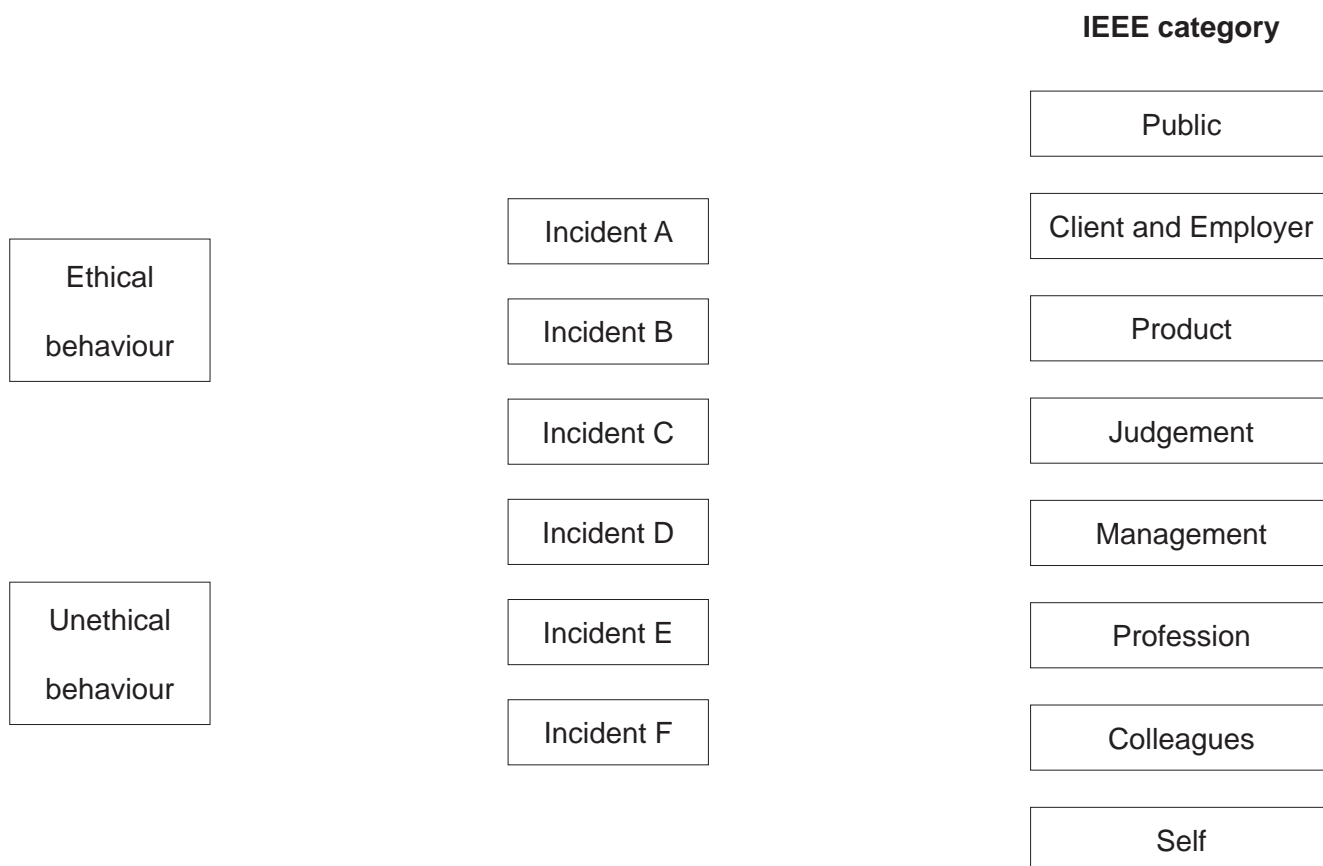 IEEE category
Public
Client and Employer
Incident A
Ethical
behaviour
Incident B
Product
Incident C
Judgement
Incident D
Management
Unethical
behaviour
Incident E
Profession
Incident F
Colleagues
Self